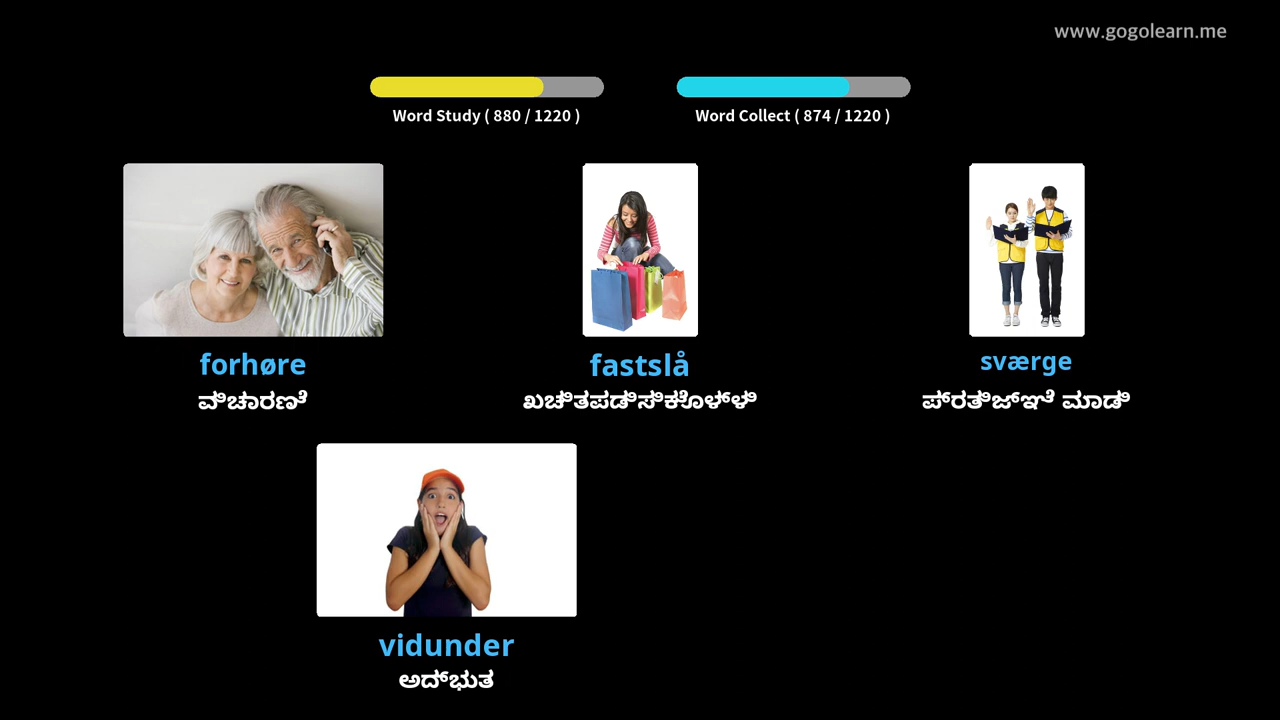 www.gogolearn.me
Word Study ( 880 / 1220 )
Word Collect ( 874 / 1220 )
forhøre
ವಿಚಾರಣೆ
fastslå
ಖಚಿತಪಡಿಸಿಕೊಳ್ಳಿ
sværge
ಪ್ರತಿಜ್ಞೆ ಮಾಡಿ
vidunder
ಅದ್ಭುತ